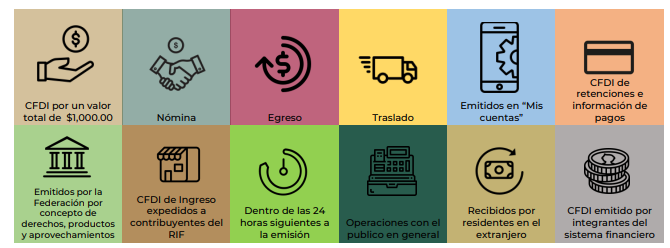 CFDI por un valor
total de $1,000.00
Nómina
Egreso
Traslado
Emitidos en “Mis
cuentas”
CFDI de
retenciones e
información de
pagos
Emitidos por la
Federación por
concepto de
derechos, productos
y aprovechamientos
CFDI de Ingreso
expedidos a
contribuyentes del
RIF
Dentro de las 24
horas siguientes a
la emisión
Operaciones con el
publico en general
Recibidos por
residentes en el
extranjero
CFDI emitido por
integrantes del
sistema financiero